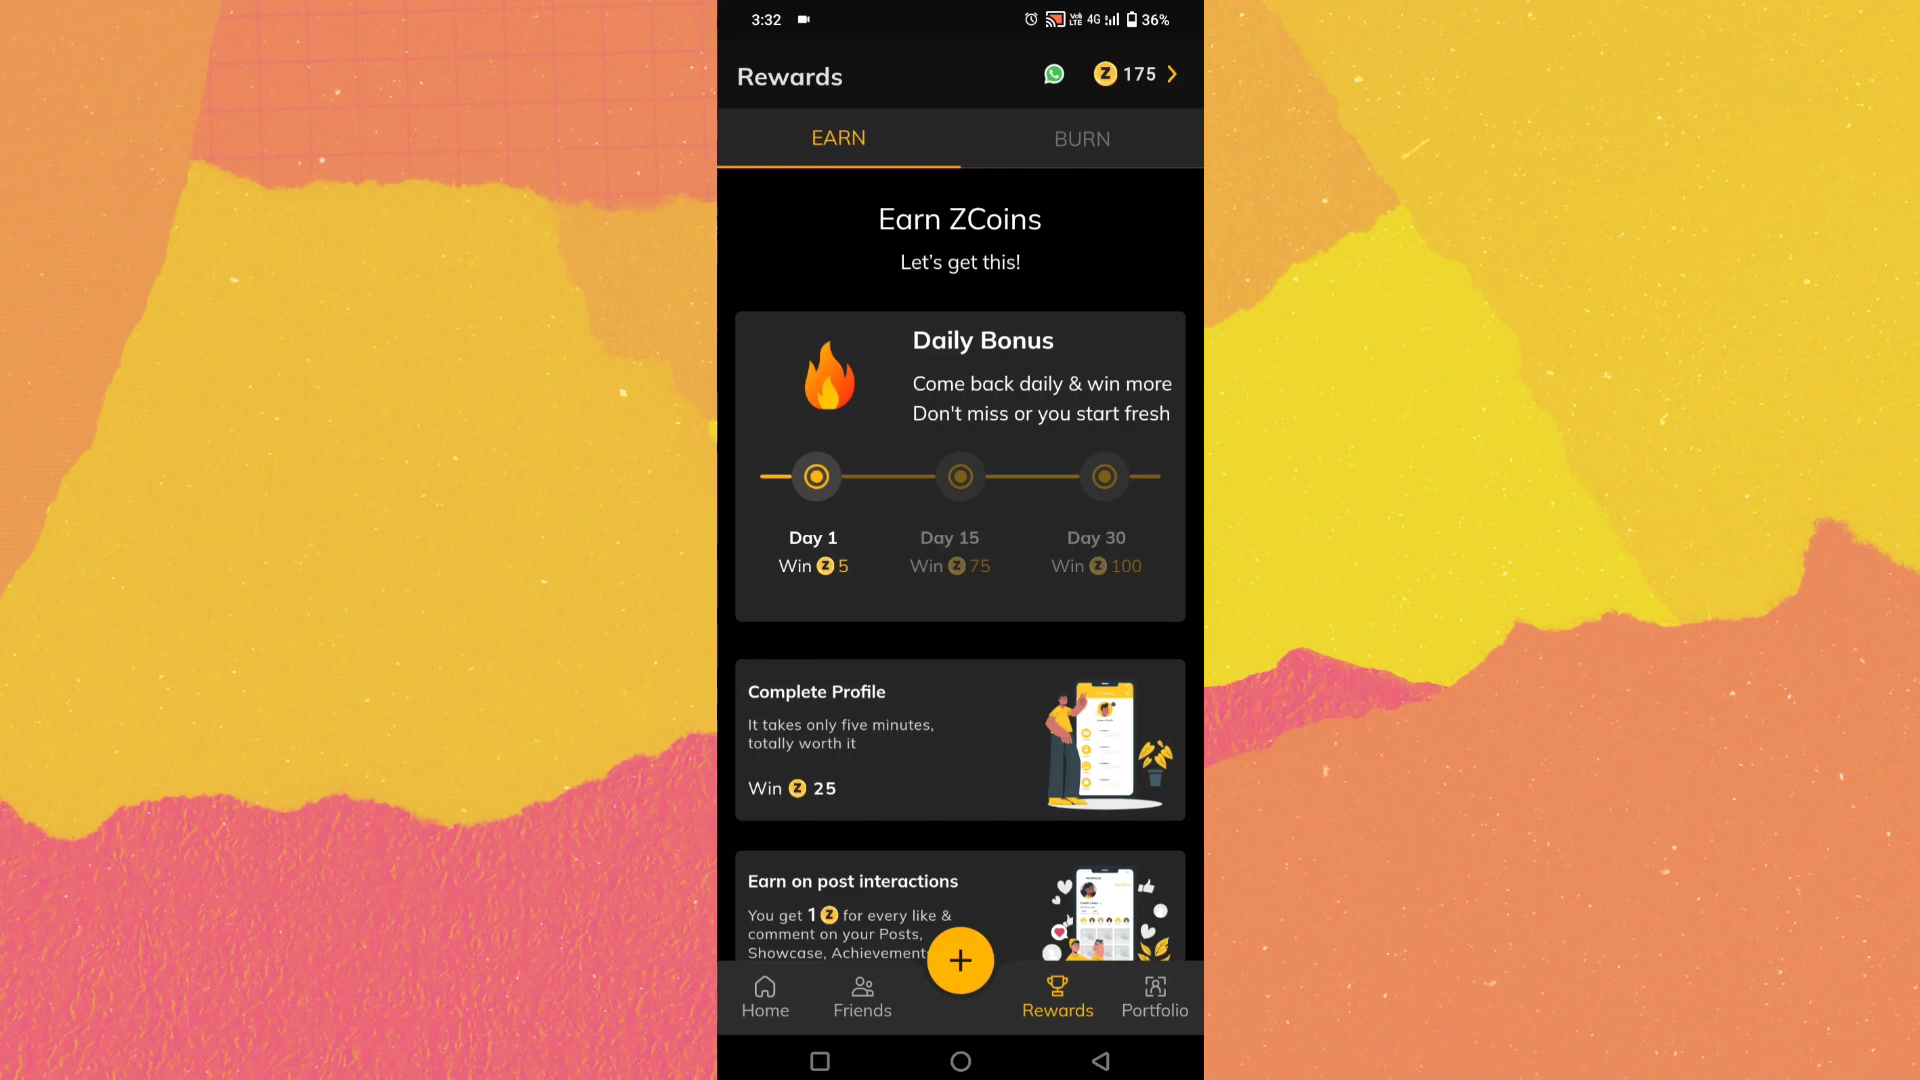 3:32
4G 36%
Rewards
Z 175
EARN
BURN
Earn ZCoins
Let's get this!
Daily Bonus
Come back daily & win more
Don't miss or you start fresh
Day 1
Win Z 5
Day 15
Win Z 75
Day 30
Win Z 100
Complete Profile
It takes only five minutes,
totally worth it
Win Z 25
Earn on post interactions
You get 1 Z for every like &
comment on your Posts,
Showcase, Achievement
Home
Friends
Rewards
Portfolio